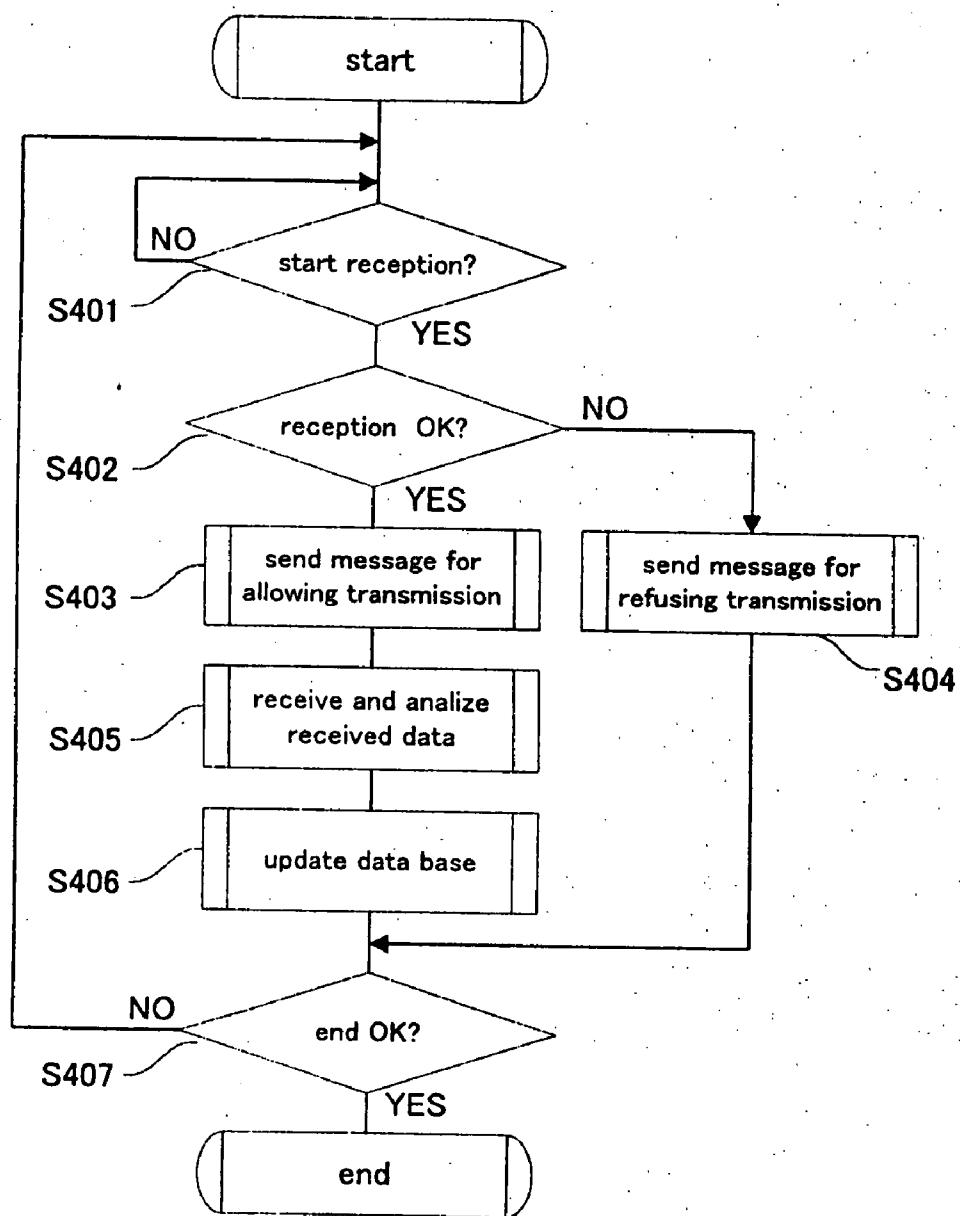 start
NO
start reception?
S401
YES
reception OK?
NO
S402
YES
send message for
allowing transmission
S403
send message for
refusing transmission
S404
receive and analize
received data
S405
update data base
S406
NO
end OK?
S407
YES
end